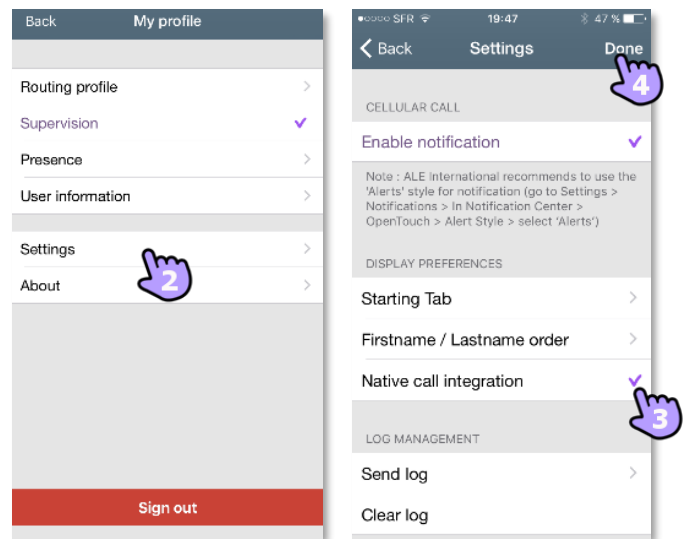 Back My profile
Routing profile
Supervision
Presence
User information
Settings
2
About
Sign out
SFR 19:47 47 %
Back Settings Done
4
CELLULAR CALL
Enable notification
Note : ALE International recommends to use the
'Alerts' style for notification (go to Settings >
Notifications > In Notification Center >
OpenTouch > Alert Style > select 'Alerts')
DISPLAY PREFERENCES
Starting Tab
Firstname / Lastname order
Native call integration
3
LOG MANAGEMENT
Send log
Clear log